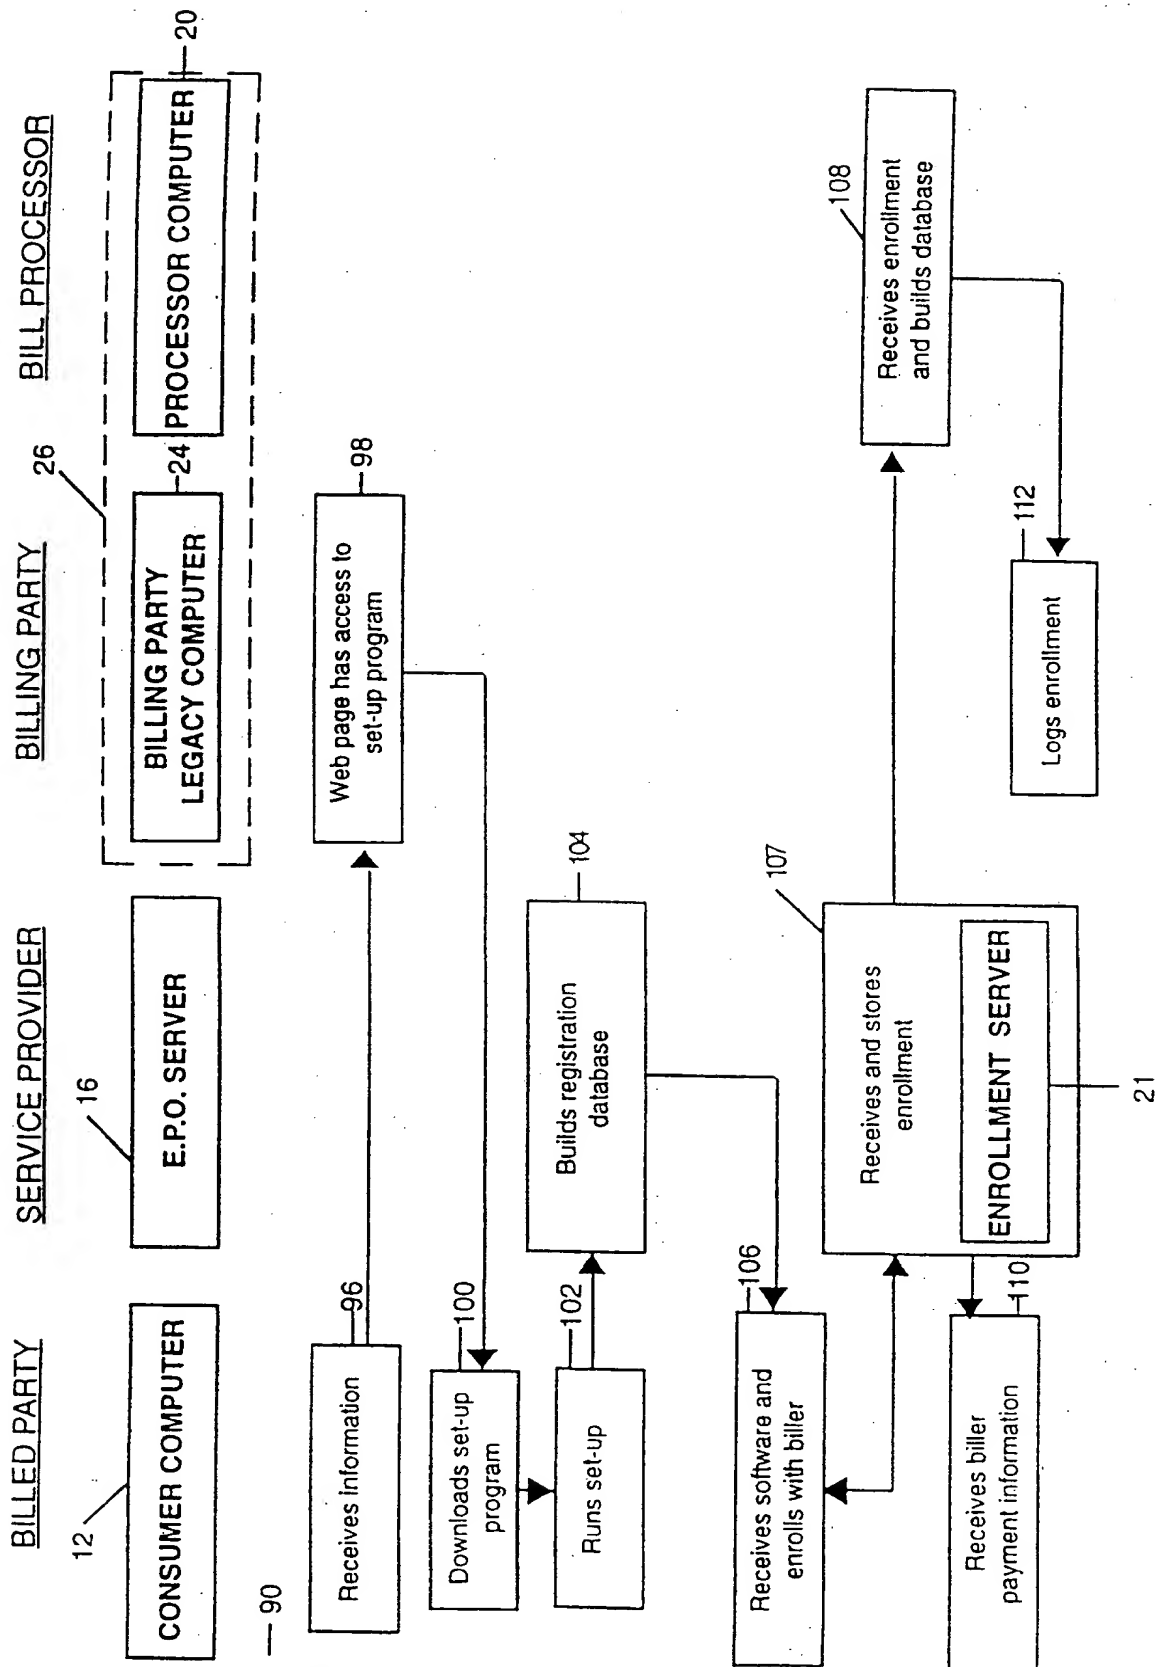 BILLED PARTY
SERVICE PROVIDER
BILLING PARTY
BILL PROCESSOR
12
16
26
CONSUMER COMPUTER
E.P.O. SERVER
BILLING PARTY
LEGACY COMPUTER
24
PROCESSOR COMPUTER
20
90
Receives information
96
Web page has access to
set-up program
98
Downloads set-up
program
100
Runs set-up
102
Builds registration
database
104
Receives software and
enrolls with biller
106
107
Receives and stores
enrollment
ENROLLMENT SERVER
21
108
Receives enrollment
and builds database
Receives biller
payment information
110
Logs enrollment
112